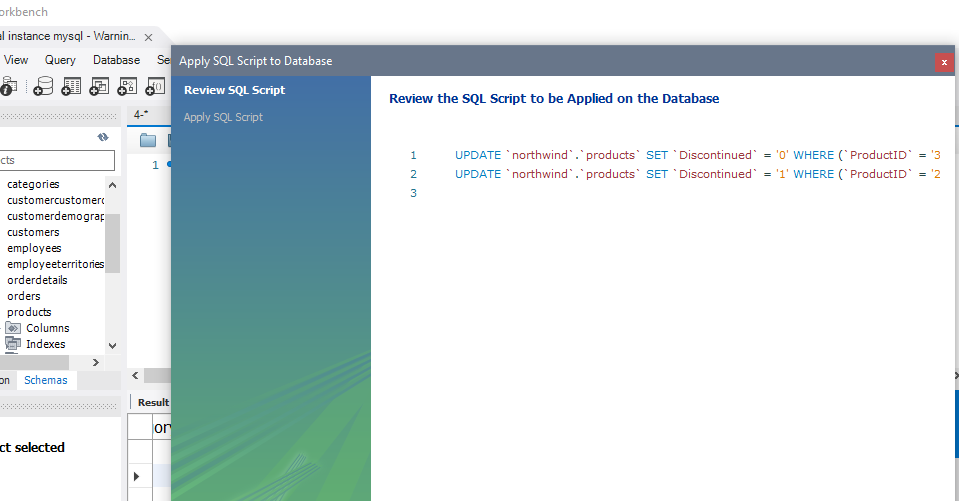 orkbench
al instance mysql - Warnin...
View Query Database Se
Apply SQL Script to Database
x
Review SQL Script
Apply SQL Script
Review the SQL Script to be Applied on the Database
1 UPDATE `northwind`.`products` SET `Discontinued` = '0' WHERE (`ProductID` = '3
2 UPDATE `northwind`.`products` SET `Discontinued` = '1' WHERE (`ProductID` = '2
3
4-*
1
cts
categories
customercustomerc
customerdemograp
customers
employees
employeeterritories
orderdetails
orders
products
Columns
Indexes
on Schemas
ct selected
Result